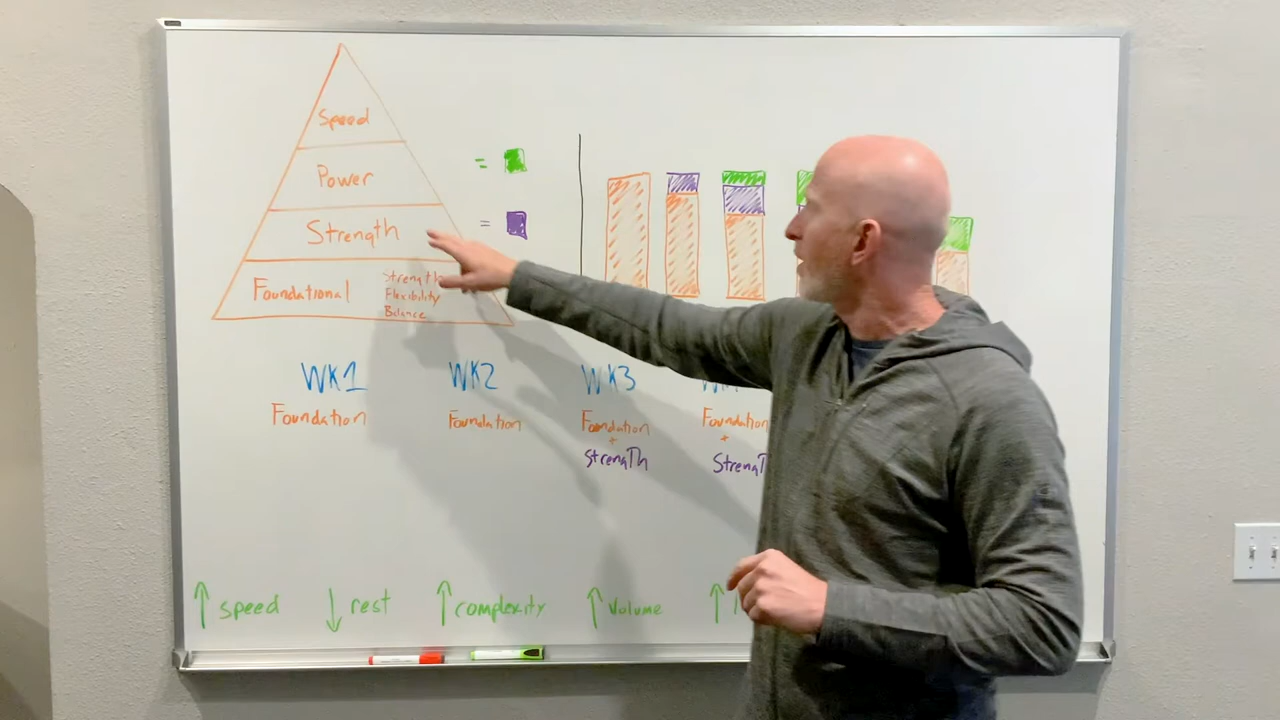 Speed
Power
=
Strength
=
Foundational
Strength
Flexibility
Balance
WK1
WK2
WK3
Foundation
Foundation
Foundation
+
Strength
Foundation
+
↑ speed
↓ rest
↑ complexity
↑ Volume
↑